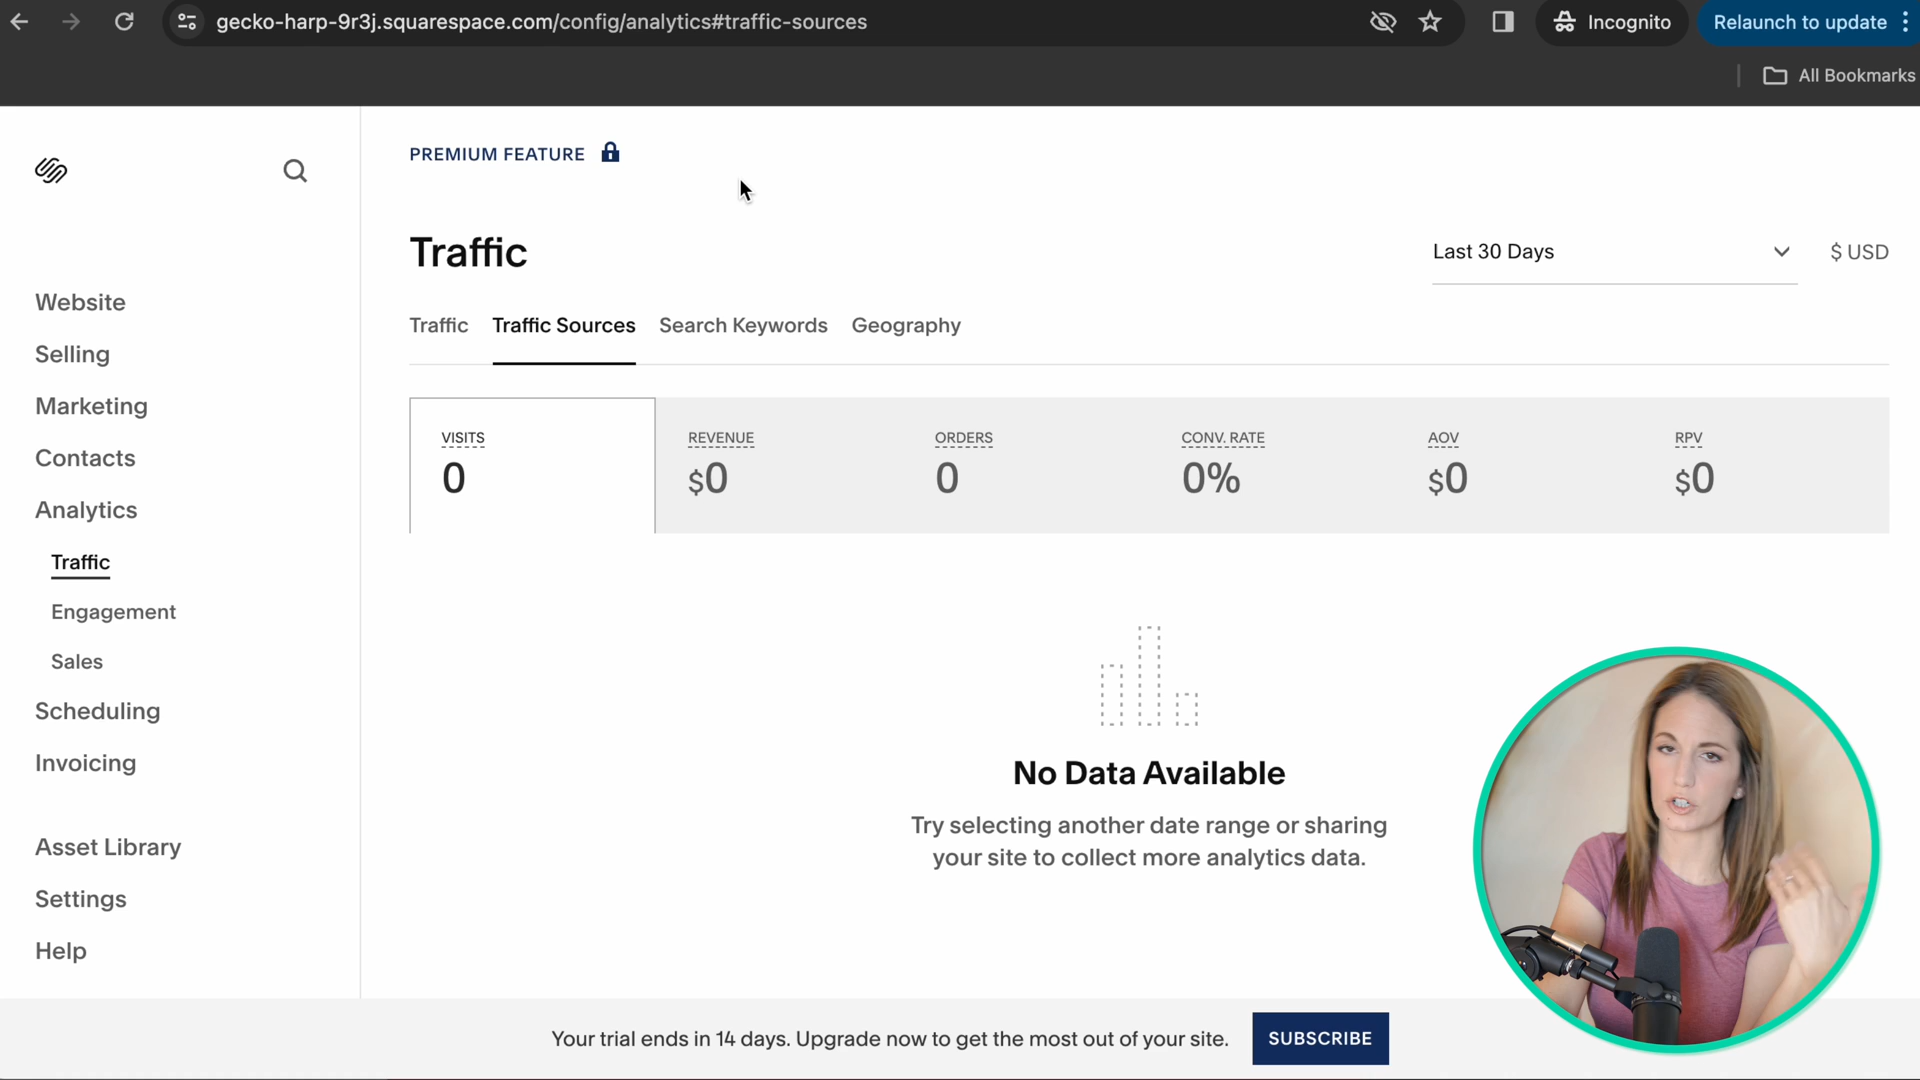 gecko-harp-9r3j.squarespace.com/config/analytics#traffic-sources
Incognito
Relaunch to update
All Bookmarks
PREMIUM FEATURE
Traffic
Last 30 Days
$ USD
Traffic
Traffic Sources
Search Keywords
Geography
VISITS
0
REVENUE
$0
ORDERS
0
CONV. RATE
0%
AOV
$0
RPV
$0
Website
Selling
Marketing
Contacts
Analytics
Traffic
Engagement
Sales
Scheduling
Invoicing
Asset Library
Settings
Help
No Data Available
Try selecting another date range or sharing
your site to collect more analytics data.
Your trial ends in 14 days. Upgrade now to get the most out of your site.
SUBSCRIBE